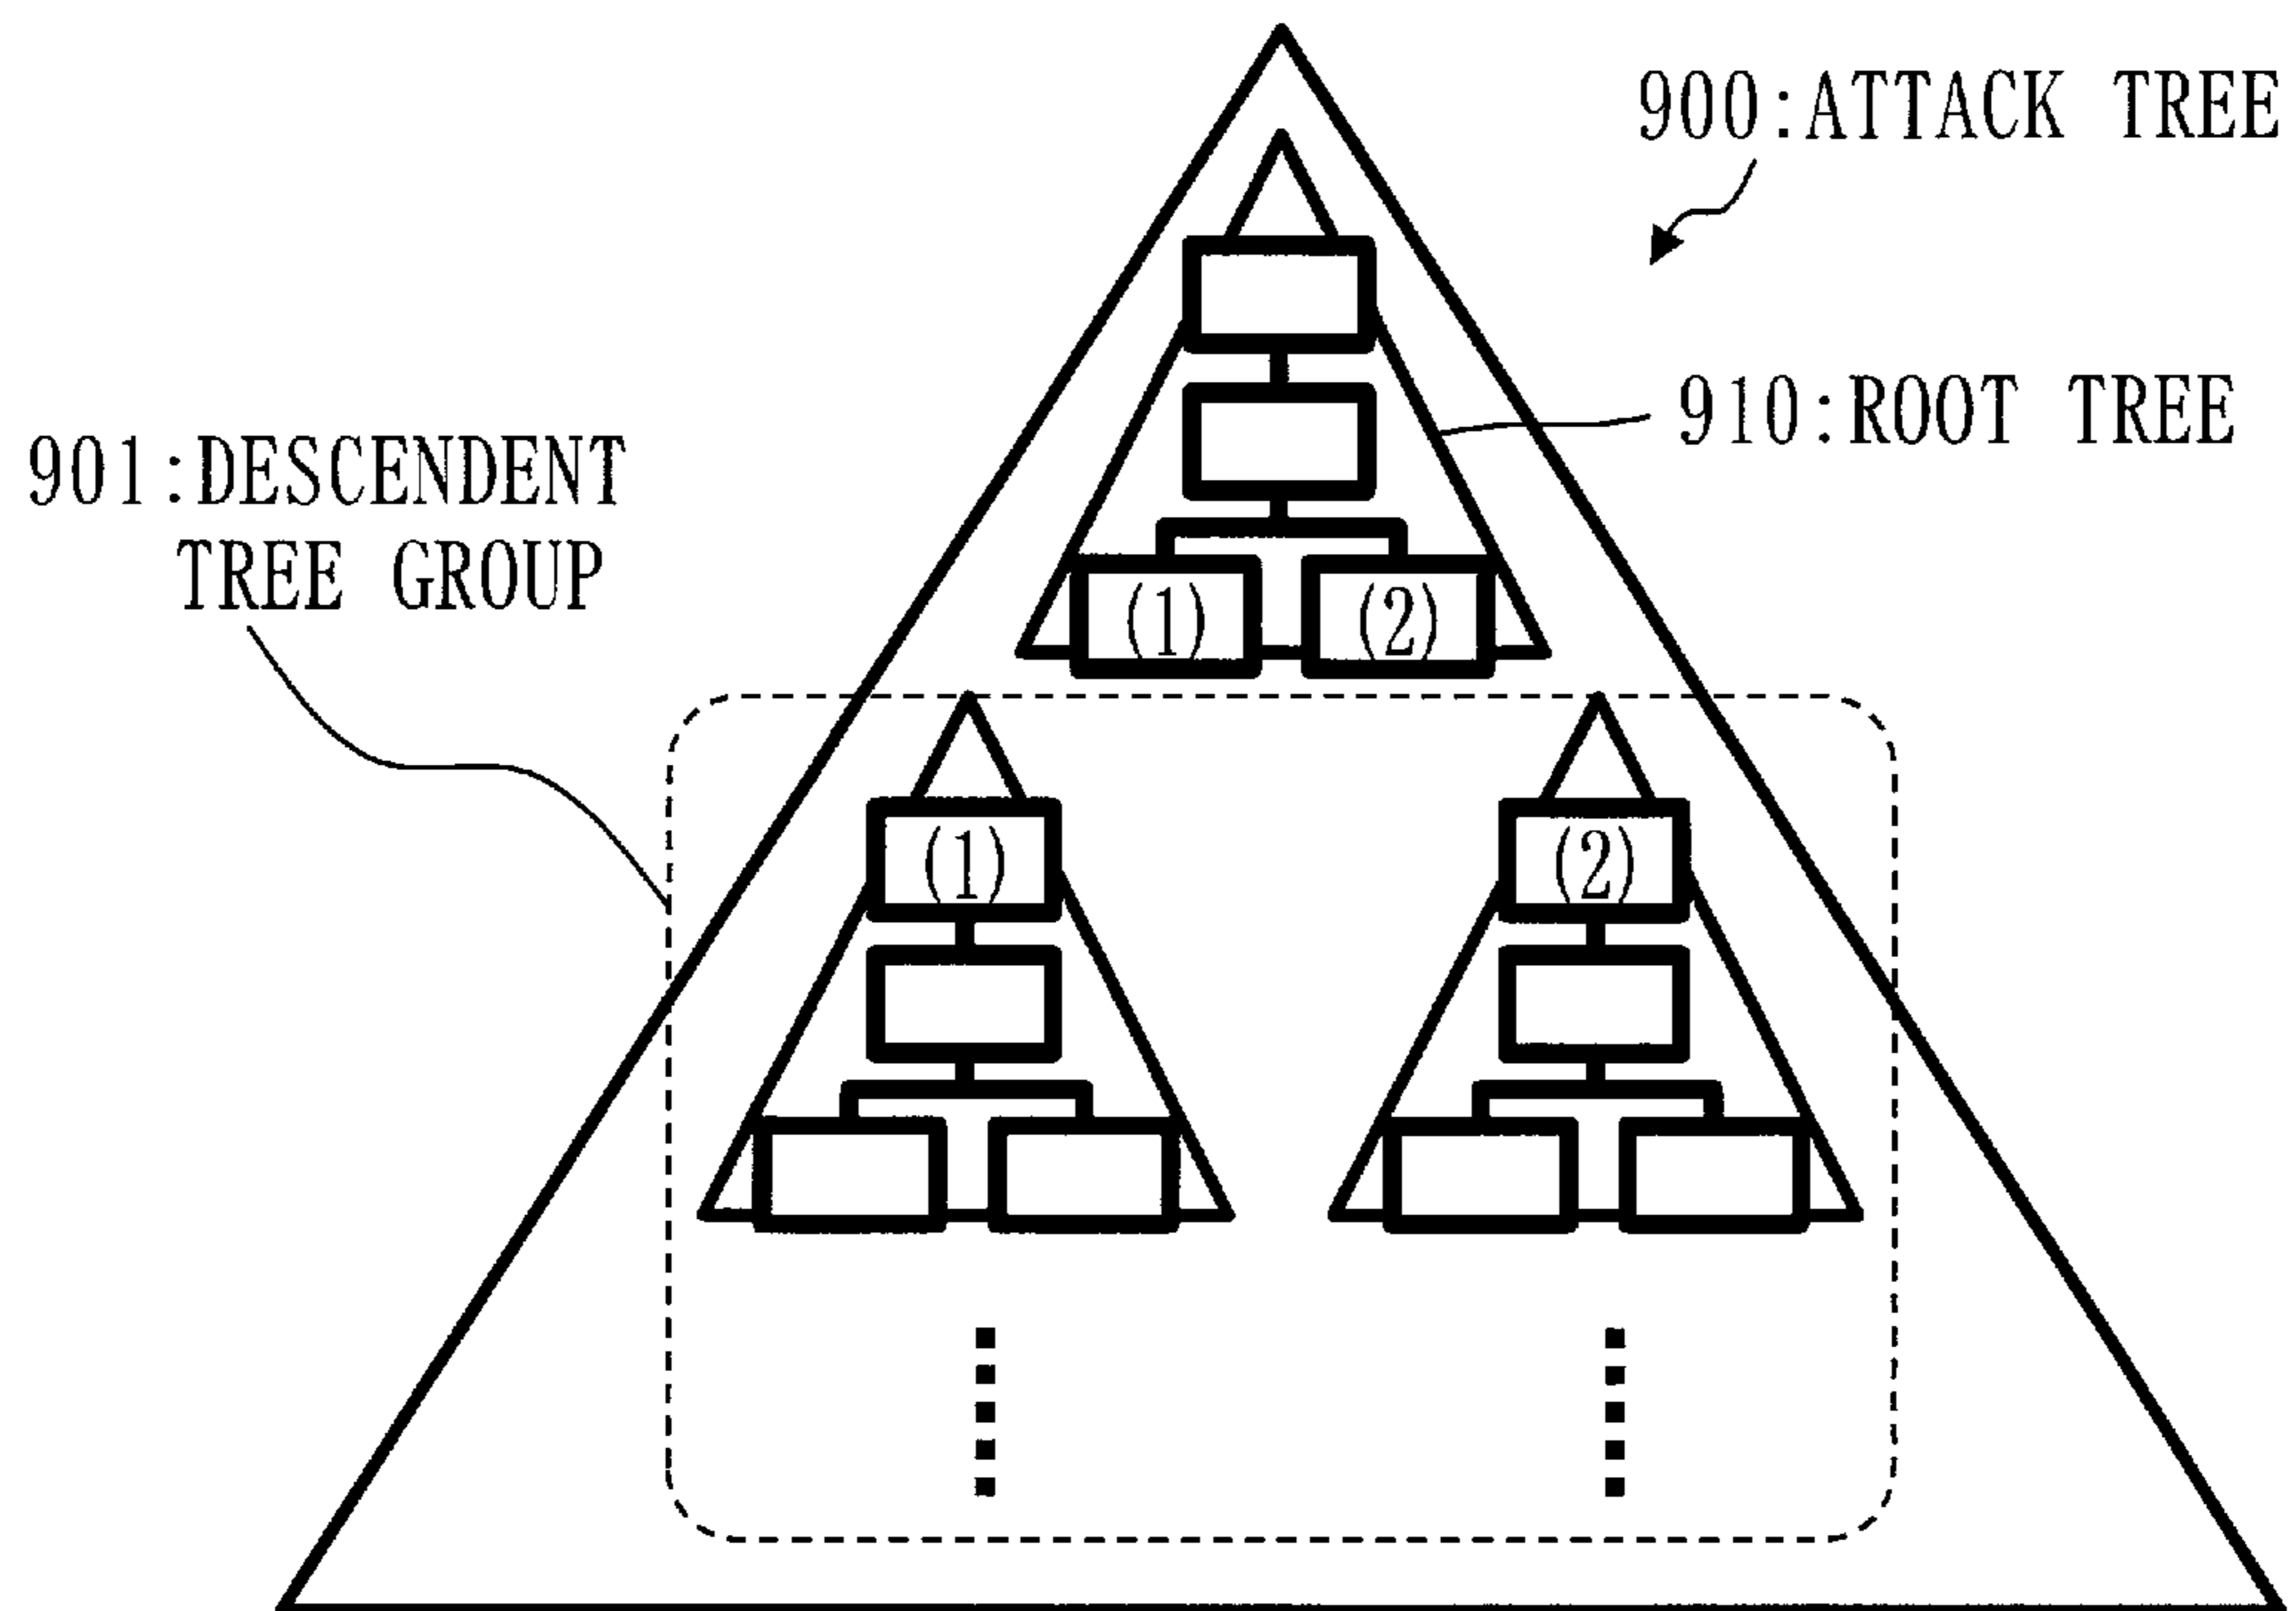 900:ATTACK TREE
910:ROOT TREE
901:DESCENDENT
TREE GROUP
(1) (2)
(1) (2)